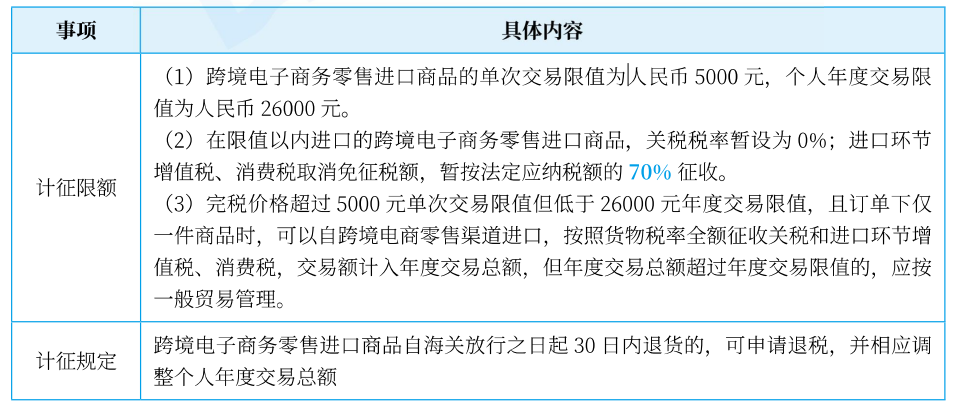 事项
具体内容
计征限额
（1）跨境电子商务零售进口商品的单次交易限值为人民币 5000 元，个人年度交易限
值为人民币 26000 元。
（2）在限值以内进口的跨境电子商务零售进口商品，关税税率暂设为 0%；进口环节
增值税、消费税取消免征税额，暂按法定应纳税额的 70% 征收。
（3）完税价格超过 5000 元单次交易限值但低于 26000 元年度交易限值，且订单下仅
一件商品时，可以自跨境电商零售渠道进口，按照货物税率全额征收关税和进口环节增
值税、消费税，交易额计入年度交易总额，但年度交易总额超过年度交易限值的，应按
一般贸易管理。
计征规定
跨境电子商务零售进口商品自海关放行之日起 30 日内退货的，可申请退税，并相应调
整个人年度交易总额